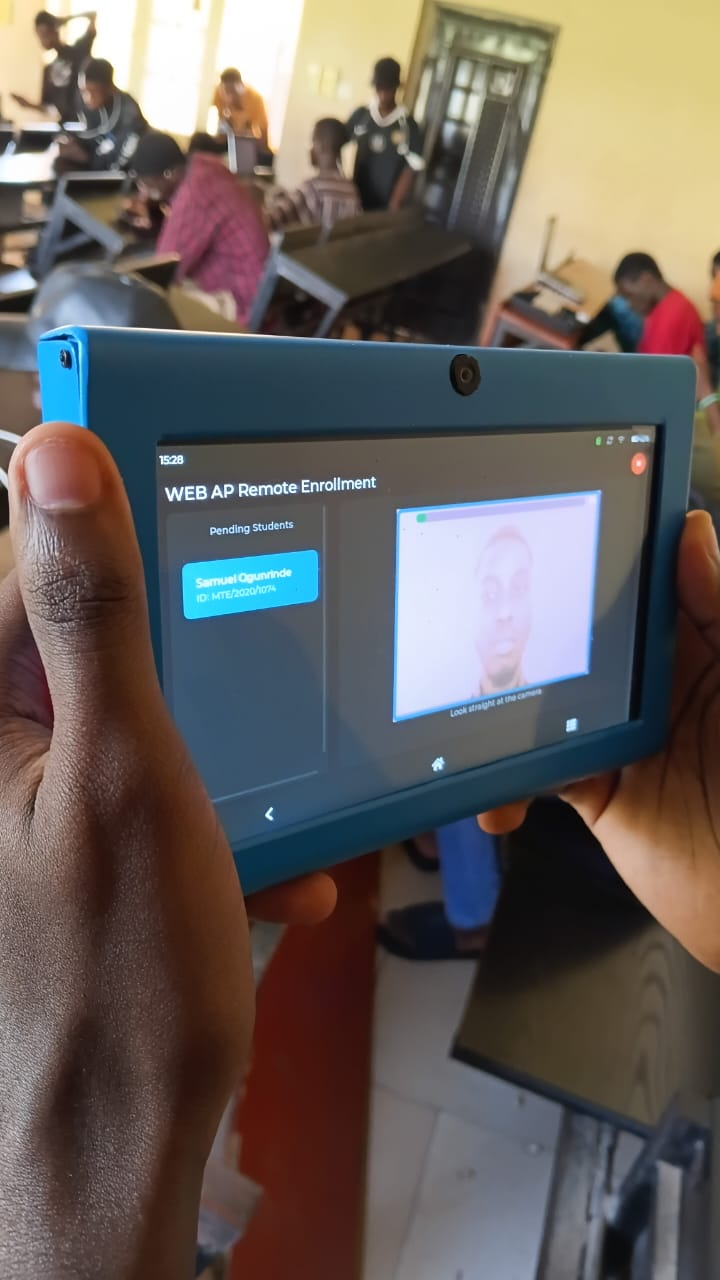 15:28
WEB AP Remote Enrollment
Pending Students
Samuel Ogunrinde
ID: MTE/2020/1074
Look straight at the camera